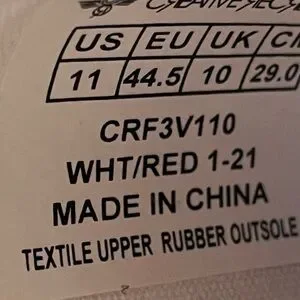 US EU UK
11 44.5 10 29.0
CRF3V110
WHT/RED 1-21
MADE IN CHINA
TEXTILE UPPER RUBBER OUTSOLE